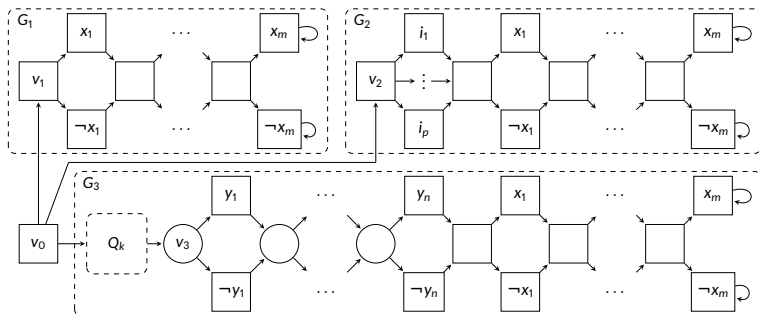 G₁ x₁ ··· xₘ G₂ i₁ x₁ ··· xₘ
v₁ v₂ ⋮
¬x₁ ··· ¬xₘ iₚ ¬x₁ ··· ¬xₘ
G₃ y₁ ··· yₙ x₁ ··· xₘ
v₀ Qₖ v₃
¬y₁ ··· ¬yₙ ¬x₁ ··· ¬xₘ